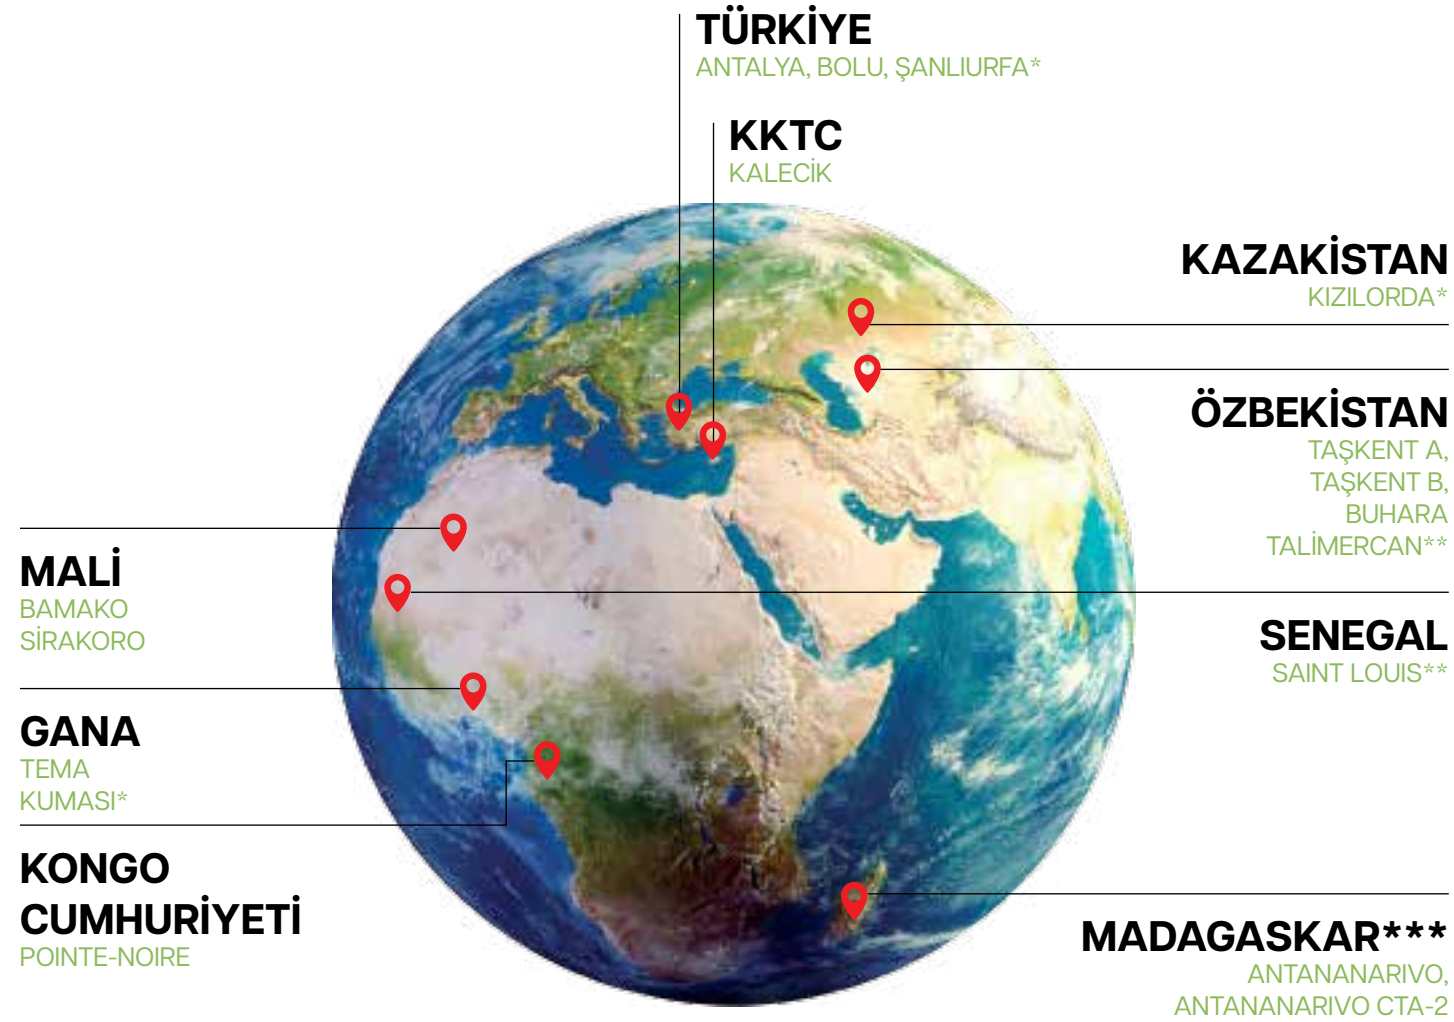 TÜRKİYE
ANTALYA, BOLU, ŞANLIURFA*
KKTC
KALECİK
KAZAKİSTAN
KIZILORDA*
ÖZBEKİSTAN
TAŞKENT A,
TAŞKENT B,
BUHARA
TALİMERCAN**
MALİ
BAMAKO
SİRAKORO
SENEGAL
SAINT LOUIS**
GANA
TEMA
KUMASI*
KONGO
CUMHURİYETİ
POINTE-NOIRE
MADAGASKAR***
ANTANANARIVO,
ANTANANARIVO CTA-2